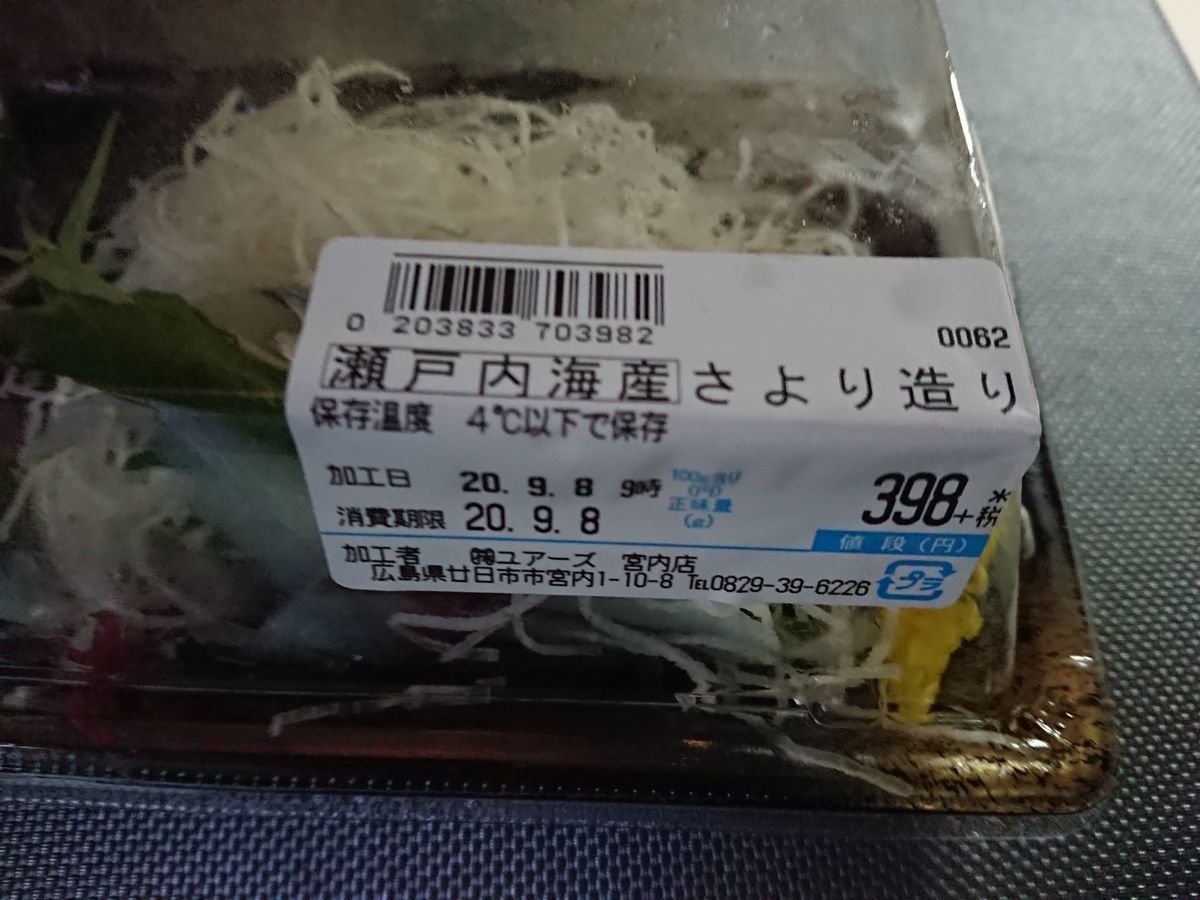 0 203833 703982
0062
瀬戸内海産さより造り
保存温度 4℃以下で保存
加工日 20. 9. 8 9時
消費期限 20. 9. 8
100g当り
(円)
正味量
(g)
398+税
※
値段(円)
加工者 ㈱ユアーズ 宮内店
広島県廿日市市宮内1-10-8 TEL0829-39-6226
プラ